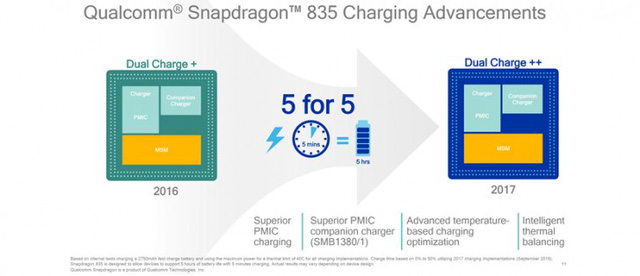 Qualcomm® Snapdragon™ 835 Charging Advancements
Dual Charge +
Charger
Companion
Charger
PMIC
MSM
2016
5 for 5
5 mins
=
5 hrs
Dual Charge ++
Charger
Companion
Charger
PMIC
MSM
2017
Superior
PMIC
charging
Superior PMIC
companion charger
(SMB1380/1)
Advanced temperature-
based charging
optimization
Intelligent
thermal
balancing
Based on internal tests charging a 2750mAh fast charge battery and using the maximum power for a thermal limit of 40C for all charging implementations. Charge time based on 0% to 50% utilizing 2017 charging implementations (September 2016).
Snapdragon 835 is designed to allow devices to support 5 hours of battery life with 5 minutes charging. Actual results may vary depending on device design
Qualcomm Snapdragon is a product of Qualcomm Technologies, Inc.
11